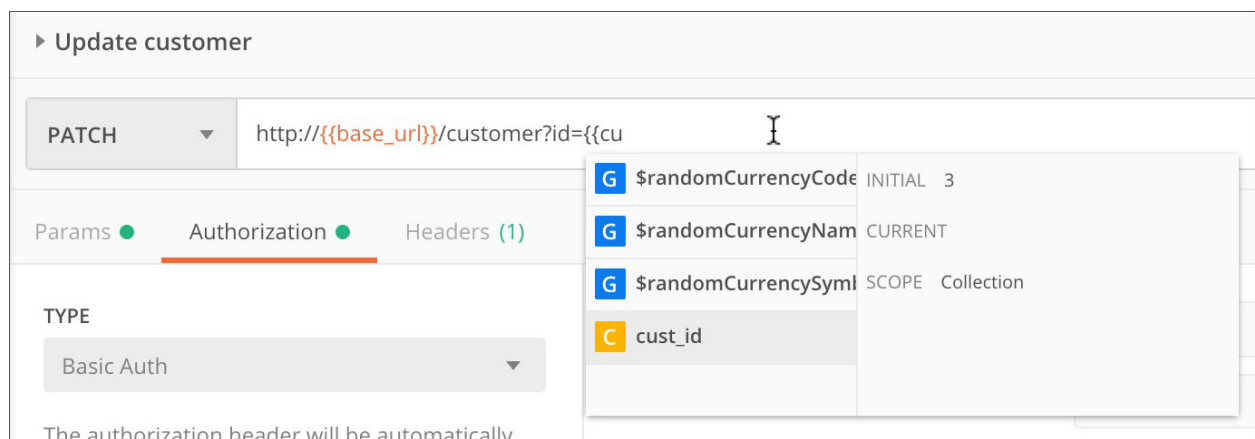 Update customer
PATCH
http://{{base_url}}/customer?id={{cu
G $randomCurrencyCode
INITIAL 3
G $randomCurrencyNam
CURRENT
G $randomCurrencySym
SCOPE Collection
C cust_id
Params
Authorization
Headers (1)
TYPE
Basic Auth
The authorization header will be automatically